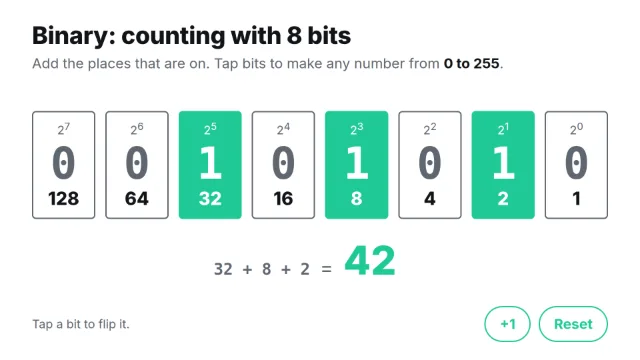 Binary: counting with 8 bits
Add the places that are on. Tap bits to make any number from 0 to 255.
2⁷ 2⁶ 2⁵ 2⁴ 2³ 2² 2¹ 2⁰
0 0 1 0 1 0 1 0
128 64 32 16 8 4 2 1
32 + 8 + 2 = 42
Tap a bit to flip it.
+1 Reset